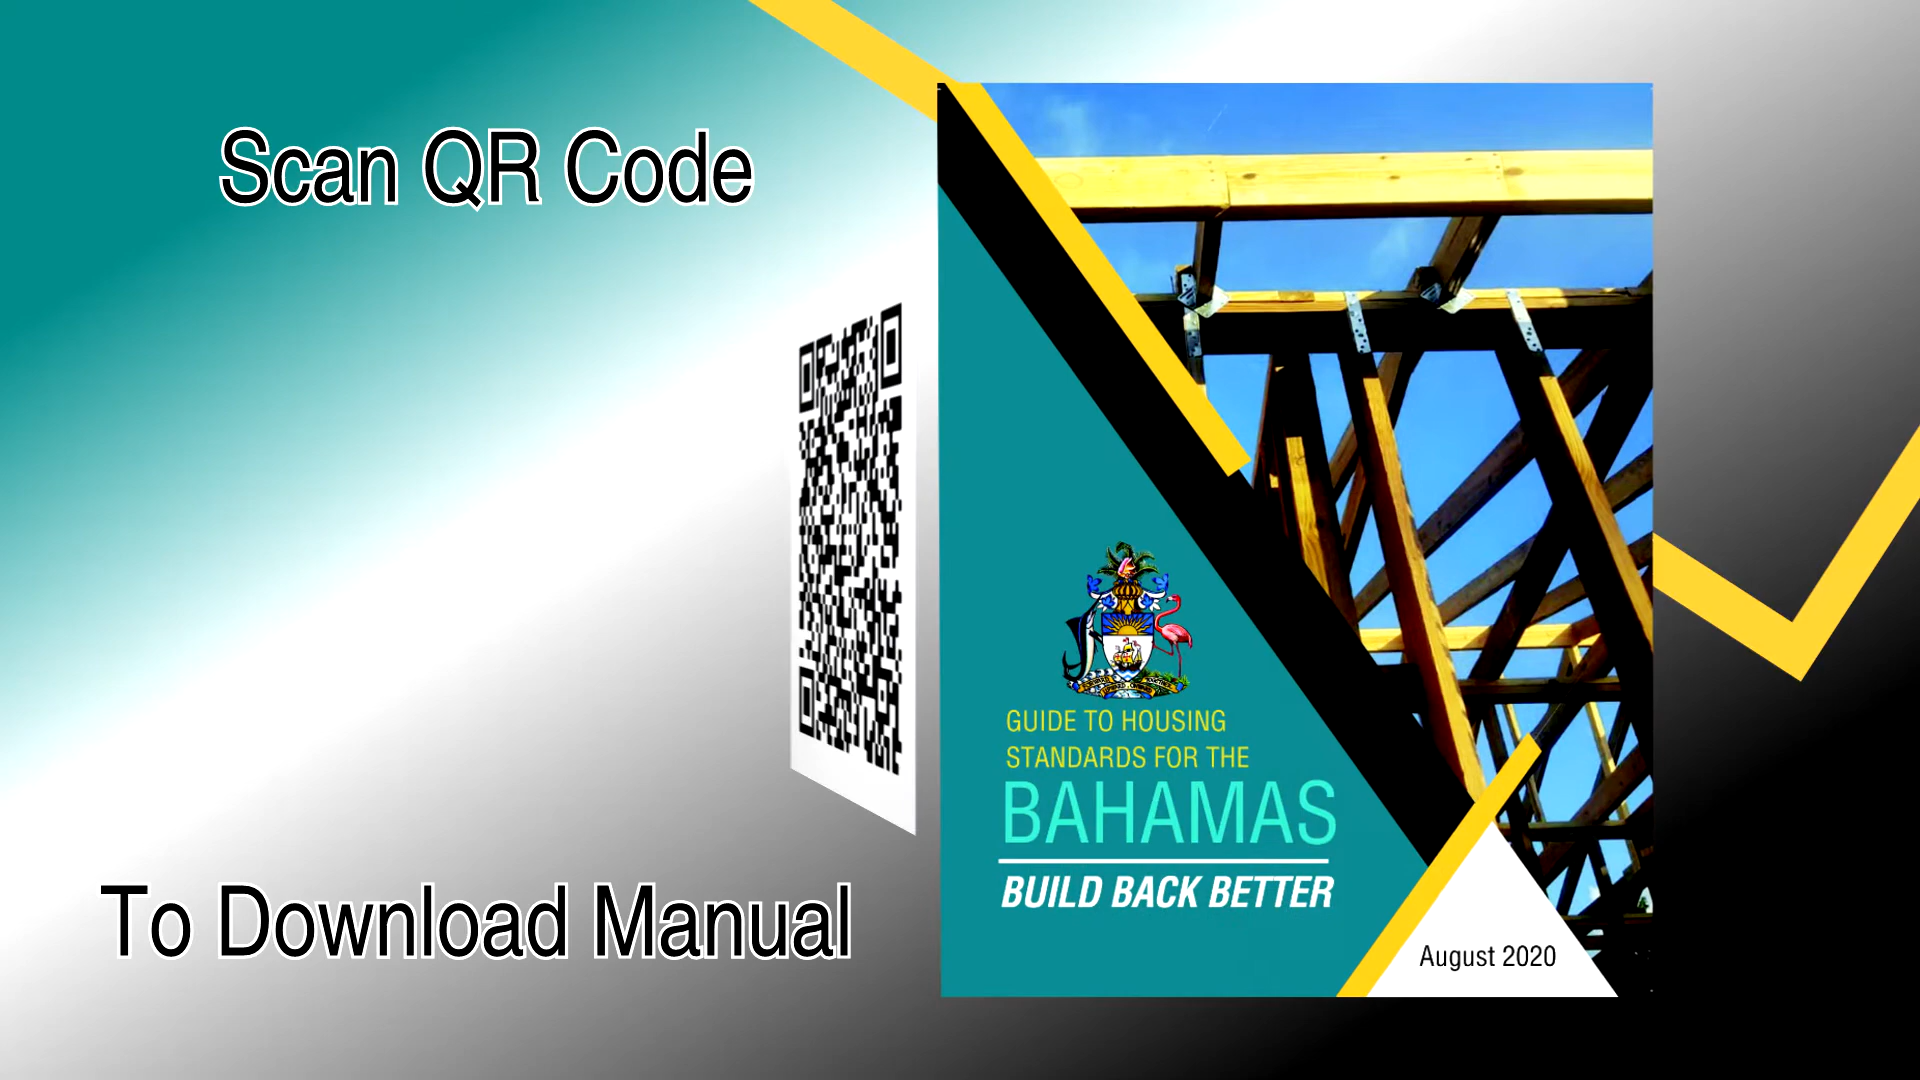 Scan QR Code
To Download Manual
GUIDE TO HOUSING
STANDARDS FOR THE
BAHAMAS
BUILD BACK BETTER
August 2020